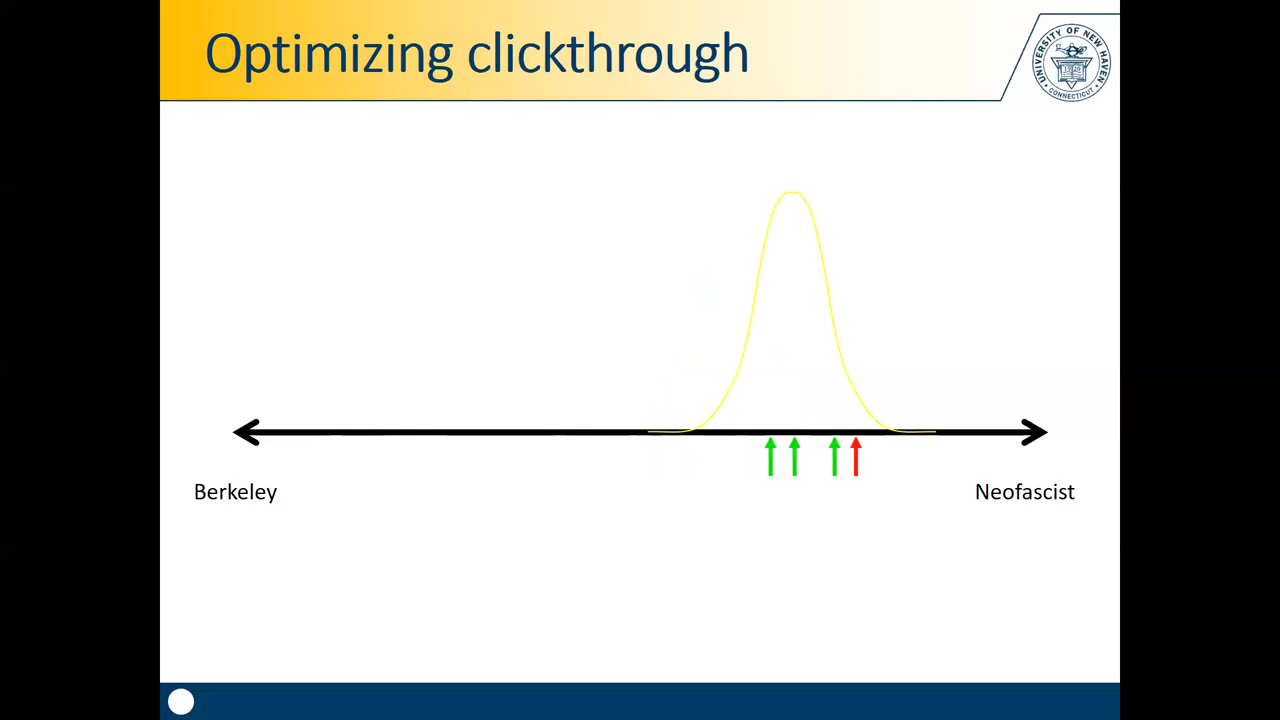 Optimizing clickthrough
UNIVERSITY OF NEW HAVEN
CONNECTICUT
Berkeley
Neofascist